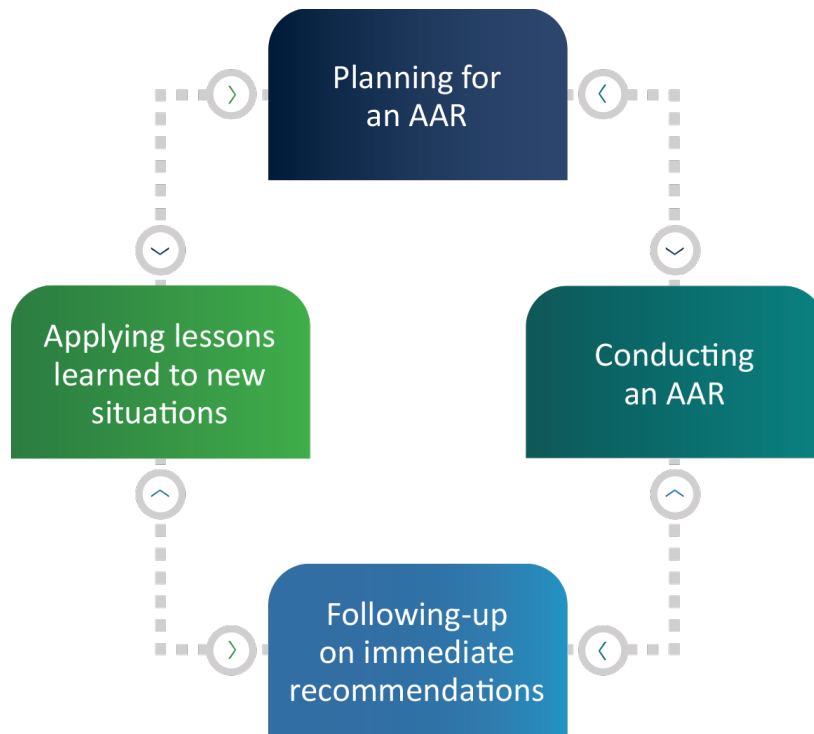 Planning for
an AAR
Applying lessons
learned to new
situations
Conducting
an AAR
Following-up
on immediate
recommendations